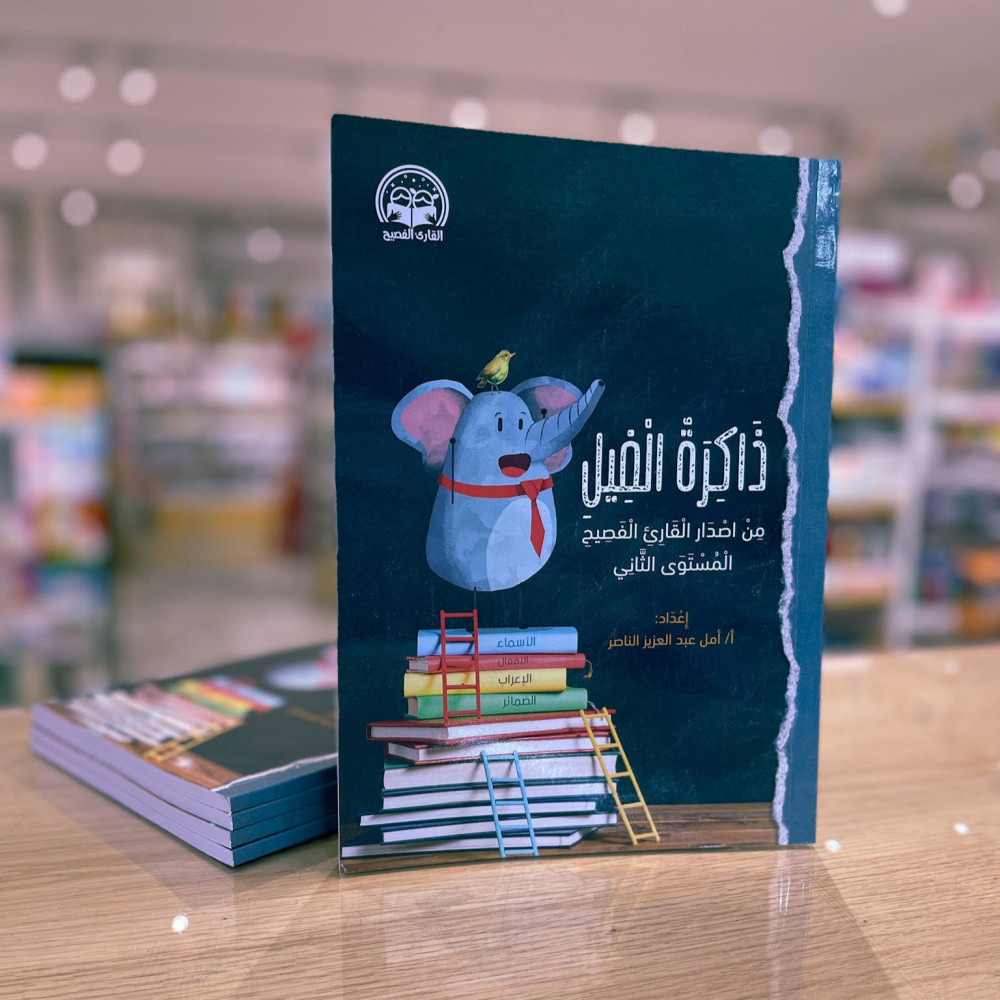 القارئ الفصيح
ذَاكِرَةُ الْفِيلِ
مِنْ اصْدَار الْقَارِئِ الْفَصِيحِ
الْمُسْتَوَى الثَّانِي
إِعْدَاد:
أ/ أمل عبد العزيز الناصر
الأسماء
الأفعال
الإعراب
الضمائر